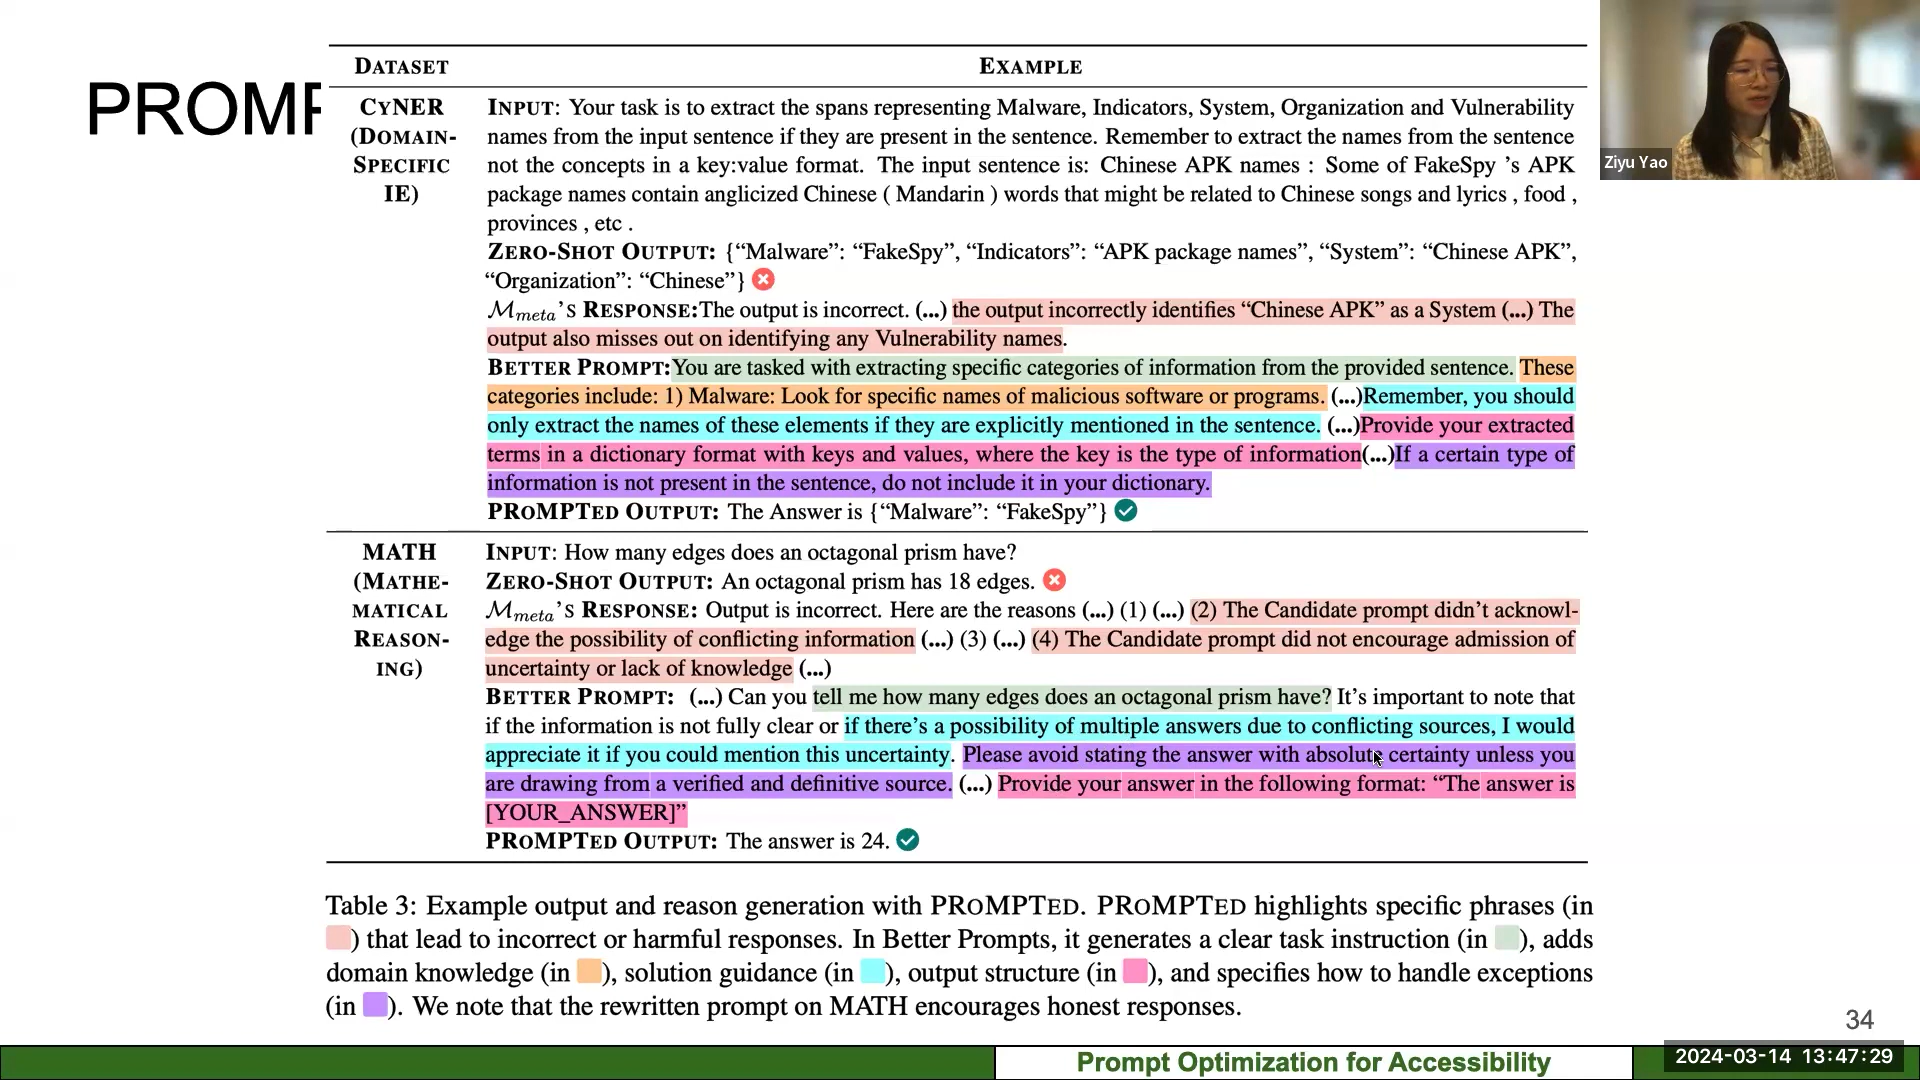 PROMP
DATASET EXAMPLE
CYNER (DOMAIN-SPECIFIC IE)
INPUT: Your task is to extract the spans representing Malware, Indicators, System, Organization and Vulnerability
names from the input sentence if they are present in the sentence. Remember to extract the names from the sentence
not the concepts in a key:value format. The input sentence is: Chinese APK names : Some of FakeSpy 's APK
package names contain anglicized Chinese ( Mandarin ) words that might be related to Chinese songs and lyrics , food ,
provinces , etc .
ZERO-SHOT OUTPUT: {“Malware”: “FakeSpy”, “Indicators”: “APK package names”, “System”: “Chinese APK”,
“Organization”: “Chinese”}
Mmeta's RESPONSE:The output is incorrect. (...) the output incorrectly identifies “Chinese APK” as a System (...) The
output also misses out on identifying any Vulnerability names.
BETTER PROMPT:You are tasked with extracting specific categories of information from the provided sentence. These
categories include: 1) Malware: Look for specific names of malicious software or programs. (...)Remember, you should
only extract the names of these elements if they are explicitly mentioned in the sentence. (...)Provide your extracted
terms in a dictionary format with keys and values, where the key is the type of information(...)If a certain type of
information is not present in the sentence, do not include it in your dictionary.
PROMPTED OUTPUT: The Answer is {“Malware”: “FakeSpy”}
MATH (MATHE-MATICAL REASON-ING)
INPUT: How many edges does an octagonal prism have?
ZERO-SHOT OUTPUT: An octagonal prism has 18 edges.
Mmeta's RESPONSE: Output is incorrect. Here are the reasons (...) (1) (...) (2) The Candidate prompt didn't acknowl-
edge the possibility of conflicting information (...) (3) (...) (4) The Candidate prompt did not encourage admission of
uncertainty or lack of knowledge (...)
BETTER PROMPT: (...) Can you tell me how many edges does an octagonal prism have? It's important to note that
if the information is not fully clear or if there's a possibility of multiple answers due to conflicting sources, I would
appreciate it if you could mention this uncertainty. Please avoid stating the answer with absolute certainty unless you
are drawing from a verified and definitive source. (...) Provide your answer in the following format: “The answer is
[YOUR_ANSWER]”
PROMPTED OUTPUT: The answer is 24.
Table 3: Example output and reason generation with PROMPTED. PROMPTED highlights specific phrases (in
) that lead to incorrect or harmful responses. In Better Prompts, it generates a clear task instruction (in ), adds
domain knowledge (in ), solution guidance (in ), output structure (in ), and specifies how to handle exceptions
(in ). We note that the rewritten prompt on MATH encourages honest responses.
Ziyu Yao
34
Prompt Optimization for Accessibility
2024-03-14 13:47:29